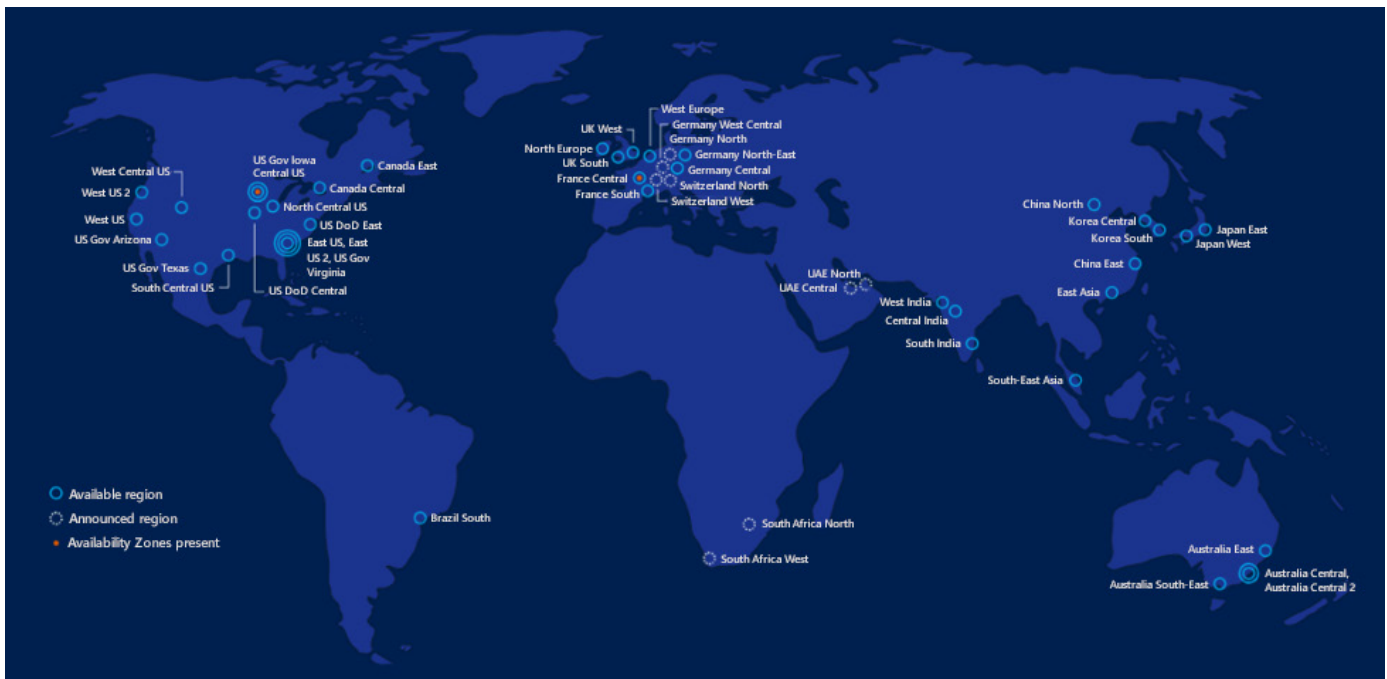 West Europe
Germany West Central
UK West
Germany North
North Europe
Germany North-East
UK South
US Gov Iowa
Central US
Canada East
West Central US
Germany Central
France Central
Switzerland North
West US 2
Canada Central
France South
Switzerland West
North Central US
China North
West US
US DoD East
Korea Central
Japan East
US Gov Arizona
East US, East
US 2, US Gov
Virginia
Korea South
Japan West
US Gov Texas
China East
South Central US
US DoD Central
UAE North
UAE Central
East Asia
West India
Central India
South India
South-East Asia
Available region
Announced region
Availability Zones present
Brazil South
South Africa North
South Africa West
Australia East
Australia Central,
Australia Central 2
Australia South-East